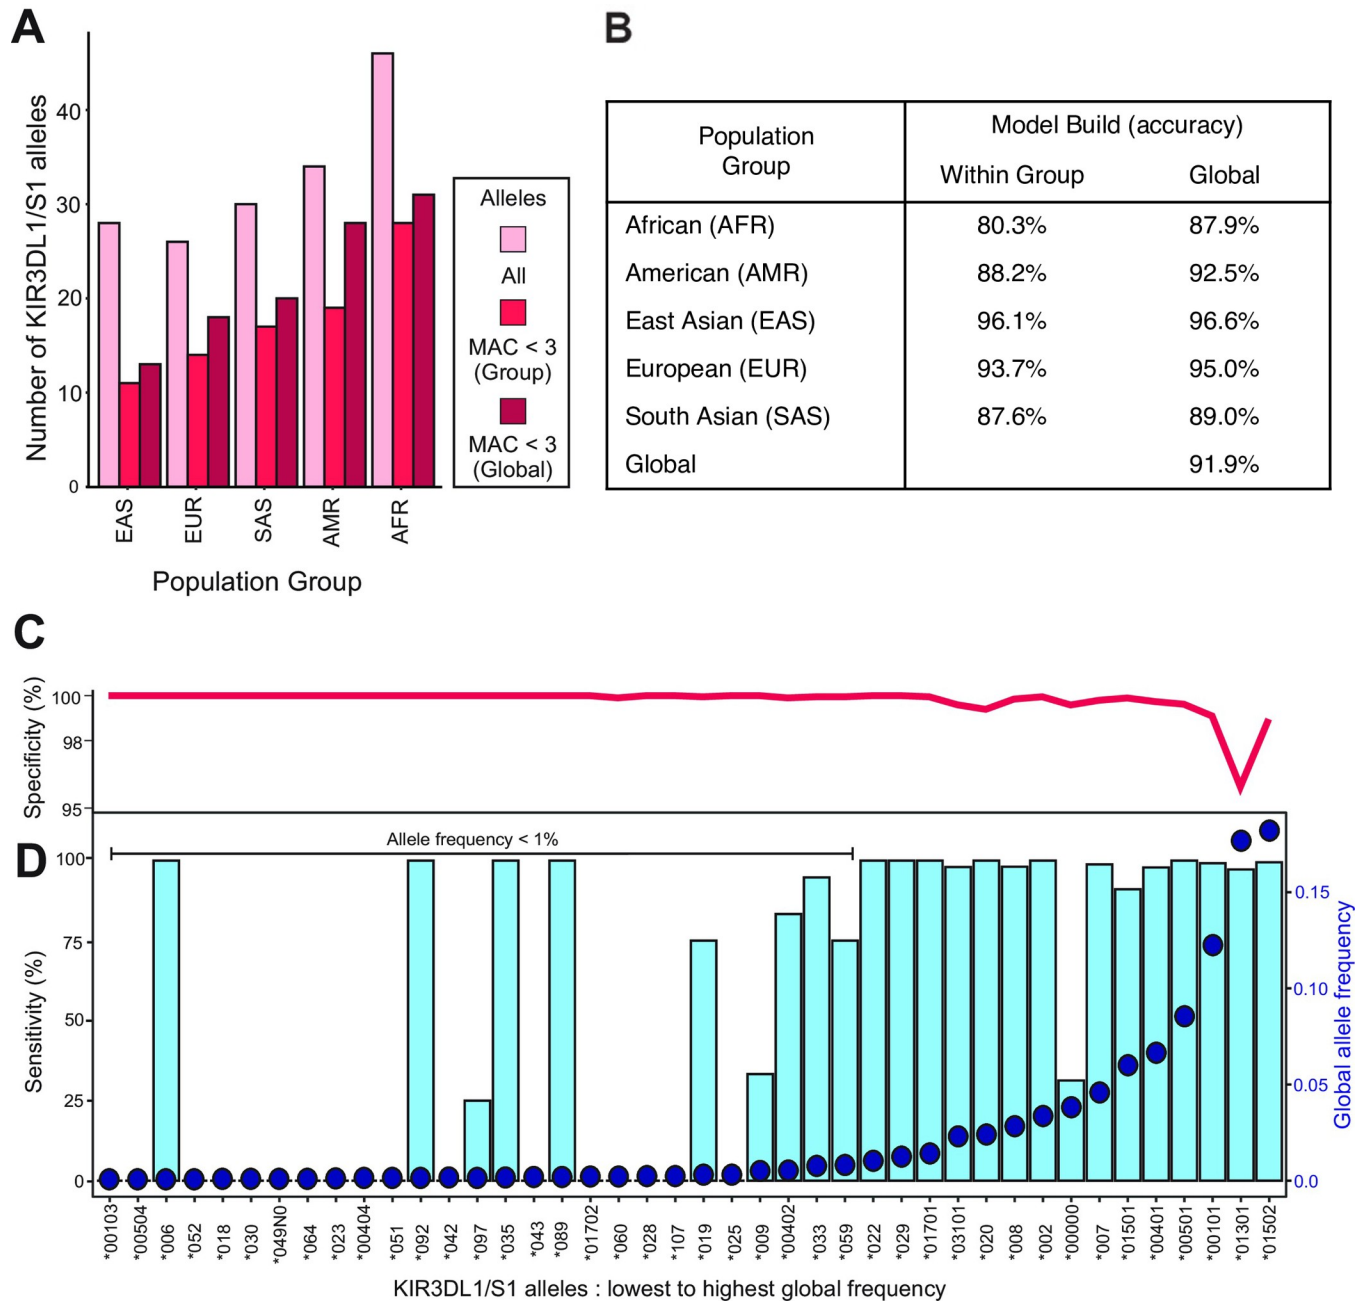 A
Number of KIR3DL1/S1 alleles
40
30
20
10
0
EAS
EUR
SAS
AMR
AFR
Population Group
Alleles
All
MAC < 3
(Group)
MAC < 3
(Global)
B
Population
Group
Model Build (accuracy)
Within Group Global
African (AFR) 80.3% 87.9%
American (AMR) 88.2% 92.5%
East Asian (EAS) 96.1% 96.6%
European (EUR) 93.7% 95.0%
South Asian (SAS) 87.6% 89.0%
Global 91.9%
C
Specificity (%)
100
98
95
D
Allele frequency < 1%
Sensitivity (%)
100
75
50
25
0
0.15
0.10
0.05
0.0
Global allele frequency
*00103
*00504
*006
*052
*018
*030
*049N0
*064
*023
*00404
*051
*092
*042
*097
*035
*043
*089
*01702
*060
*028
*107
*019
*025
*009
*00402
*033
*059
*022
*029
*01701
*03101
*020
*008
*002
*00000
*007
*01501
*00401
*00501
*00101
*01301
*01502
KIR3DL1/S1 alleles : lowest to highest global frequency